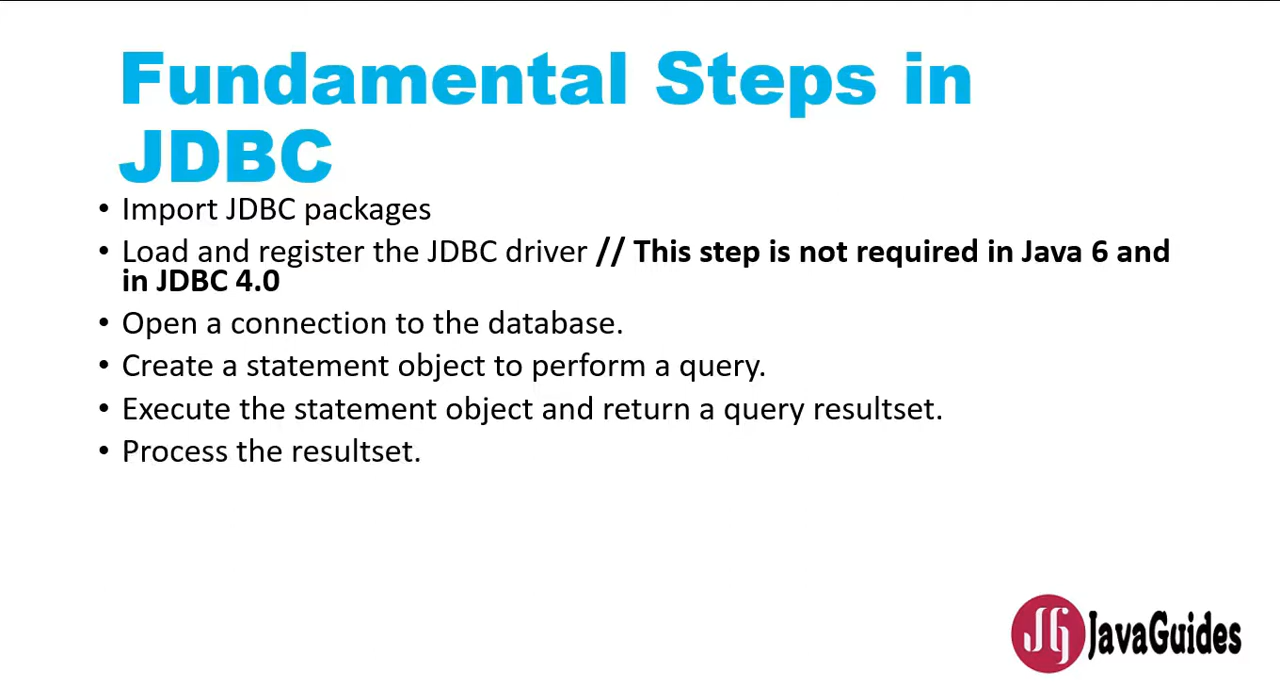 Fundamental Steps in
JDBC
• Import JDBC packages
• Load and register the JDBC driver // This step is not required in Java 6 and
in JDBC 4.0
• Open a connection to the database.
• Create a statement object to perform a query.
• Execute the statement object and return a query resultset.
• Process the resultset.
JG JavaGuides